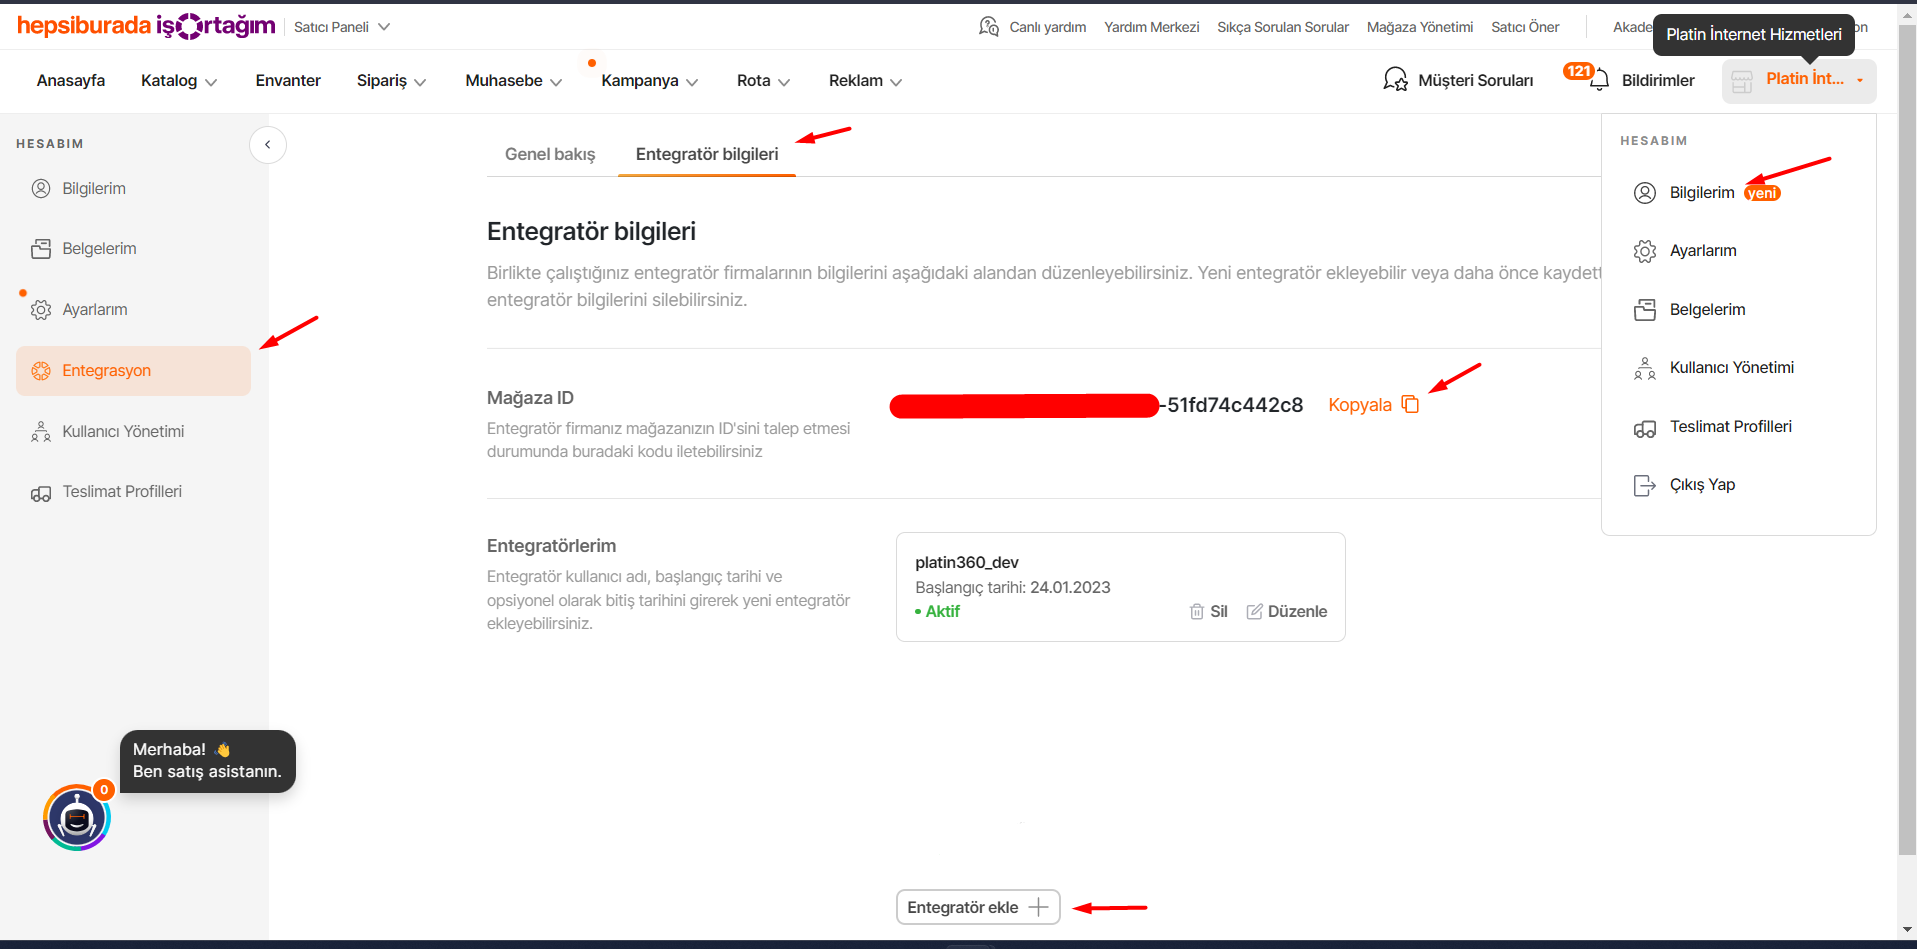 hepsiburada işOrtağım
Satıcı Paneli
Canlı yardım
Yardım Merkezi
Sıkça Sorulan Sorular
Mağaza Yönetimi
Satıcı Öner
Platin İnternet Hizmetleri
Anasayfa
Katalog
Envanter
Sipariş
Muhasebe
Kampanya
Rota
Reklam
Müşteri Soruları
121
Bildirimler
Platin İnt...
HESABIM
Bilgilerim
Belgelerim
Ayarlarım
Entegrasyon
Kullanıcı Yönetimi
Teslimat Profilleri
Genel bakış
Entegratör bilgileri
Entegratör bilgileri
Birlikte çalıştığınız entegratör firmalarının bilgilerini aşağıdaki alandan düzenleyebilirsiniz. Yeni entegratör ekleyebilir veya daha önce kaydett
entegratör bilgilerini silebilirsiniz.
Mağaza ID
Entegratör firmanız mağazanızın ID'sini talep etmesi
durumunda buradaki kodu iletebilirsiniz
-51fd74c442c8
Kopyala
Entegratörlerim
Entegratör kullanıcı adı, başlangıç tarihi ve
opsiyonel olarak bitiş tarihini girerek yeni entegratör
ekleyebilirsiniz.
platin360_dev
Başlangıç tarihi: 24.01.2023
• Aktif
Sil
Düzenle
Entegratör ekle
HESABIM
Bilgilerim yeni
Ayarlarım
Belgelerim
Kullanıcı Yönetimi
Teslimat Profilleri
Çıkış Yap
Merhaba! 👋
Ben satış asistanın.
0